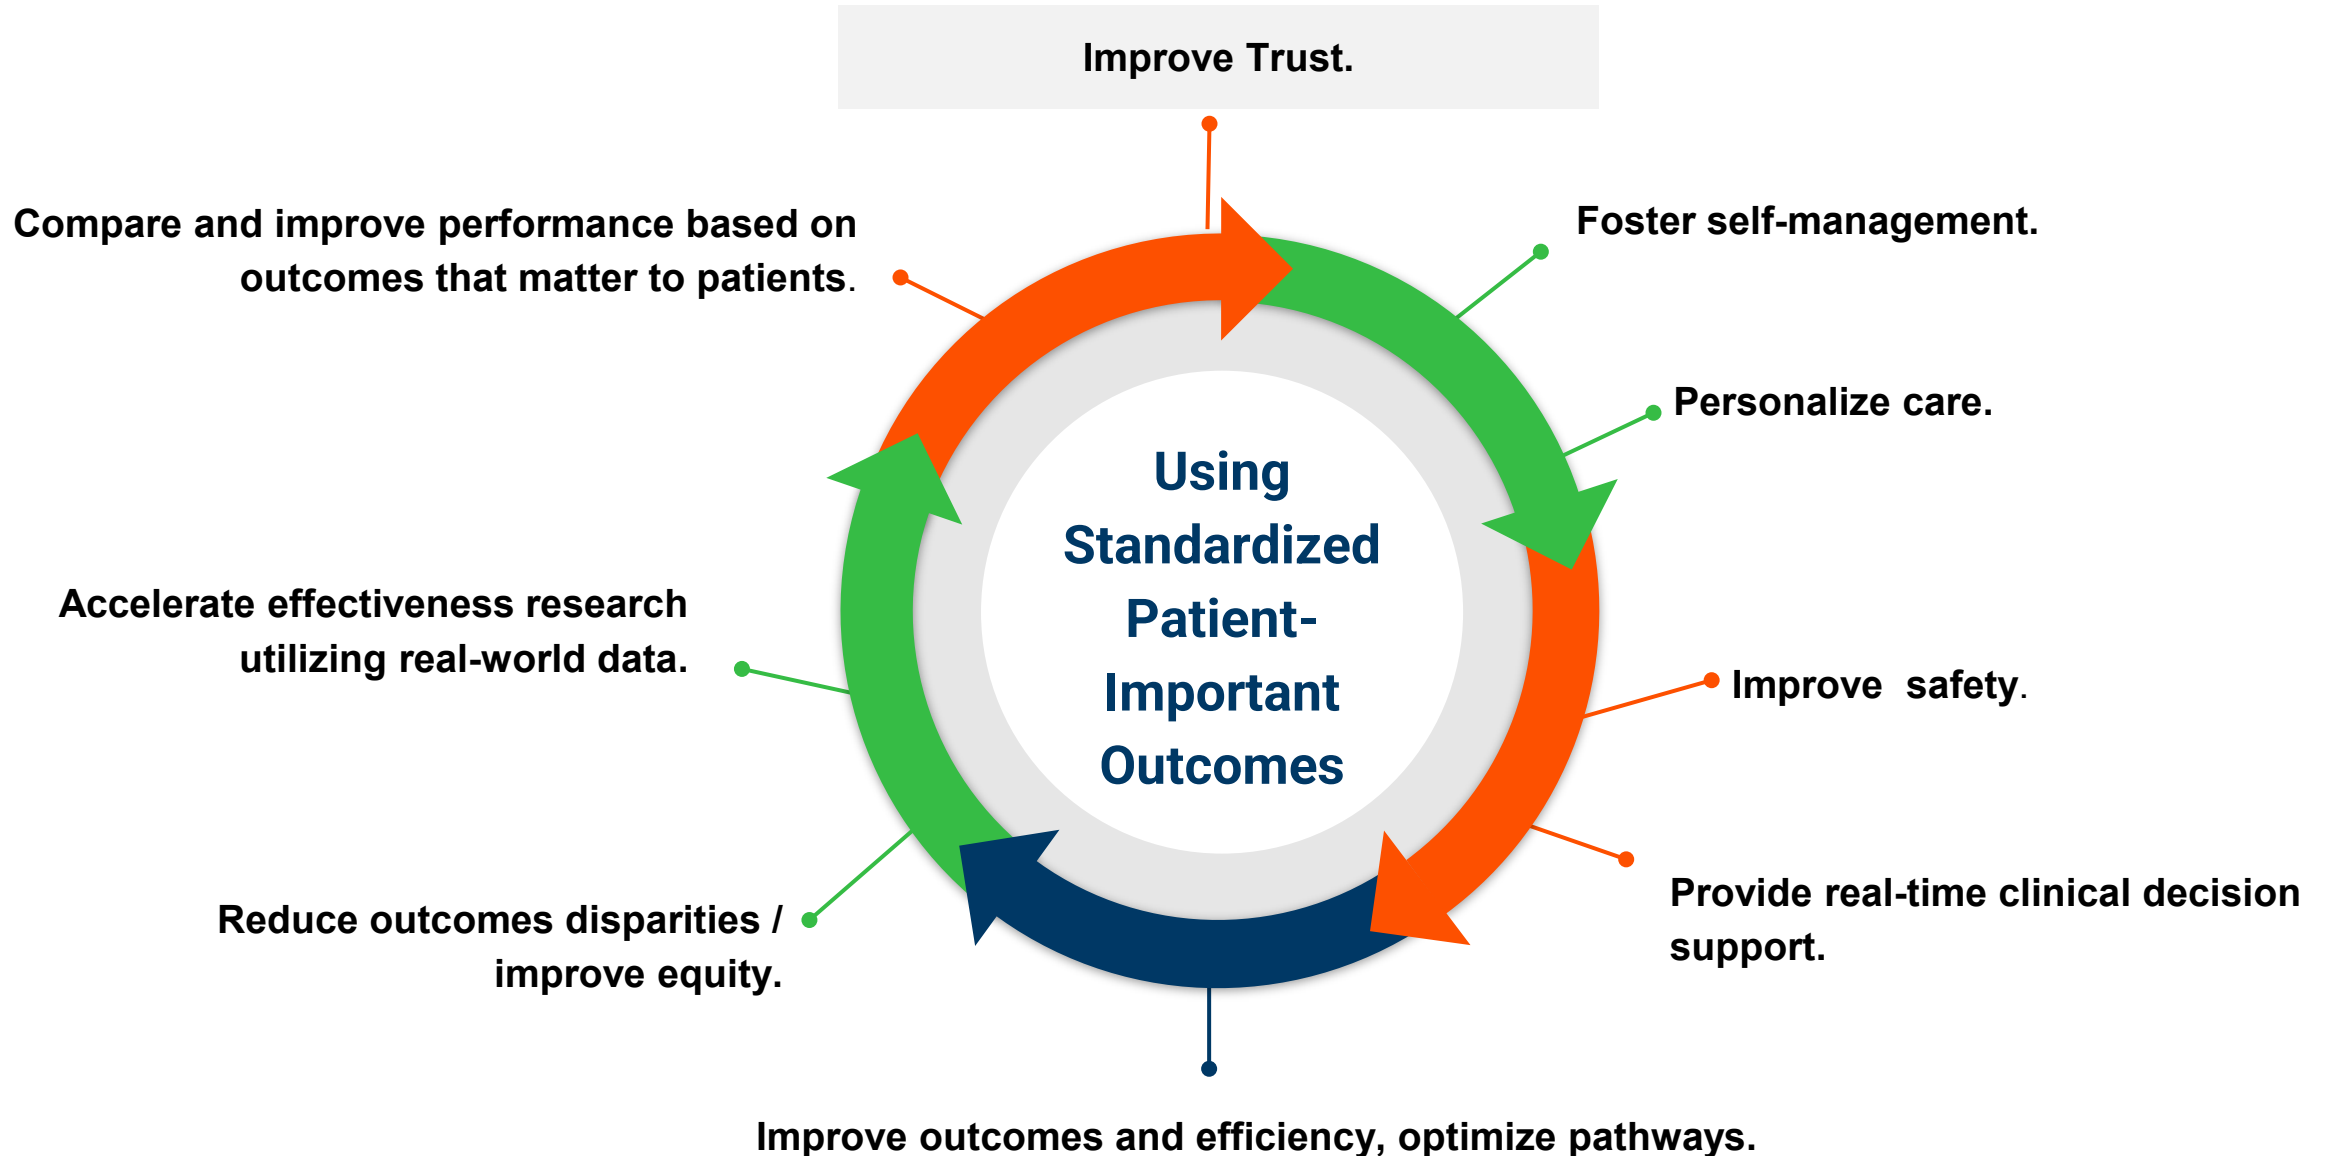 Improve Trust.
Foster self-management.
Personalize care.
Improve  safety.
Provide real-time clinical decision
support.
Improve outcomes and efficiency, optimize pathways.
Reduce outcomes disparities /
improve equity.
Accelerate effectiveness research
utilizing real-world data.
Compare and improve performance based on
outcomes that matter to patients.
Using
Standardized
Patient-
Important
Outcomes